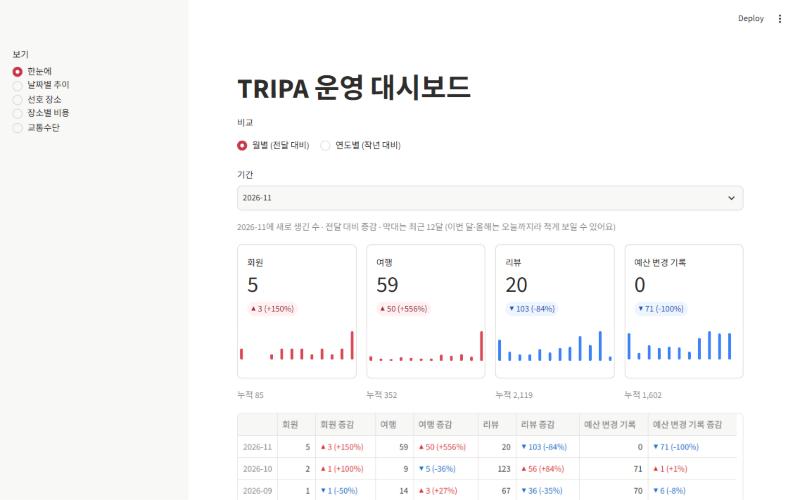 Deploy
보기
한눈에
날짜별 추이
선호 장소
장소별 비용
교통수단
TRIPA 운영 대시보드
비교
월별 (전달 대비)
연도별 (작년 대비)
기간
2026-11
2026-11에 새로 생긴 수 · 전달 대비 증감 · 막대는 최근 12달 (이번 달·올해는 오늘까지라 적게 보일 수 있어요)
회원
5
▲ 3 (+150%)
여행
59
▲ 50 (+556%)
리뷰
20
▼ 103 (-84%)
예산 변경 기록
0
▼ 71 (-100%)
누적 85
누적 352
누적 2,119
누적 1,602
회원 회원 증감 여행 여행 증감 리뷰 리뷰 증감 예산 변경 기록 예산 변경 기록 증감
2026-11 5 ▲ 3 (+150%) 59 ▲ 50 (+556%) 20 ▼ 103 (-84%) 0 ▼ 71 (-100%)
2026-10 2 ▲ 1 (+100%) 9 ▼ 5 (-36%) 123 ▲ 56 (+84%) 71 ▲ 1 (+1%)
2026-09 1 ▼ 1 (-50%) 14 ▲ 3 (+27%) 67 ▼ 36 (-35%) 70 ▼ 6 (-8%)